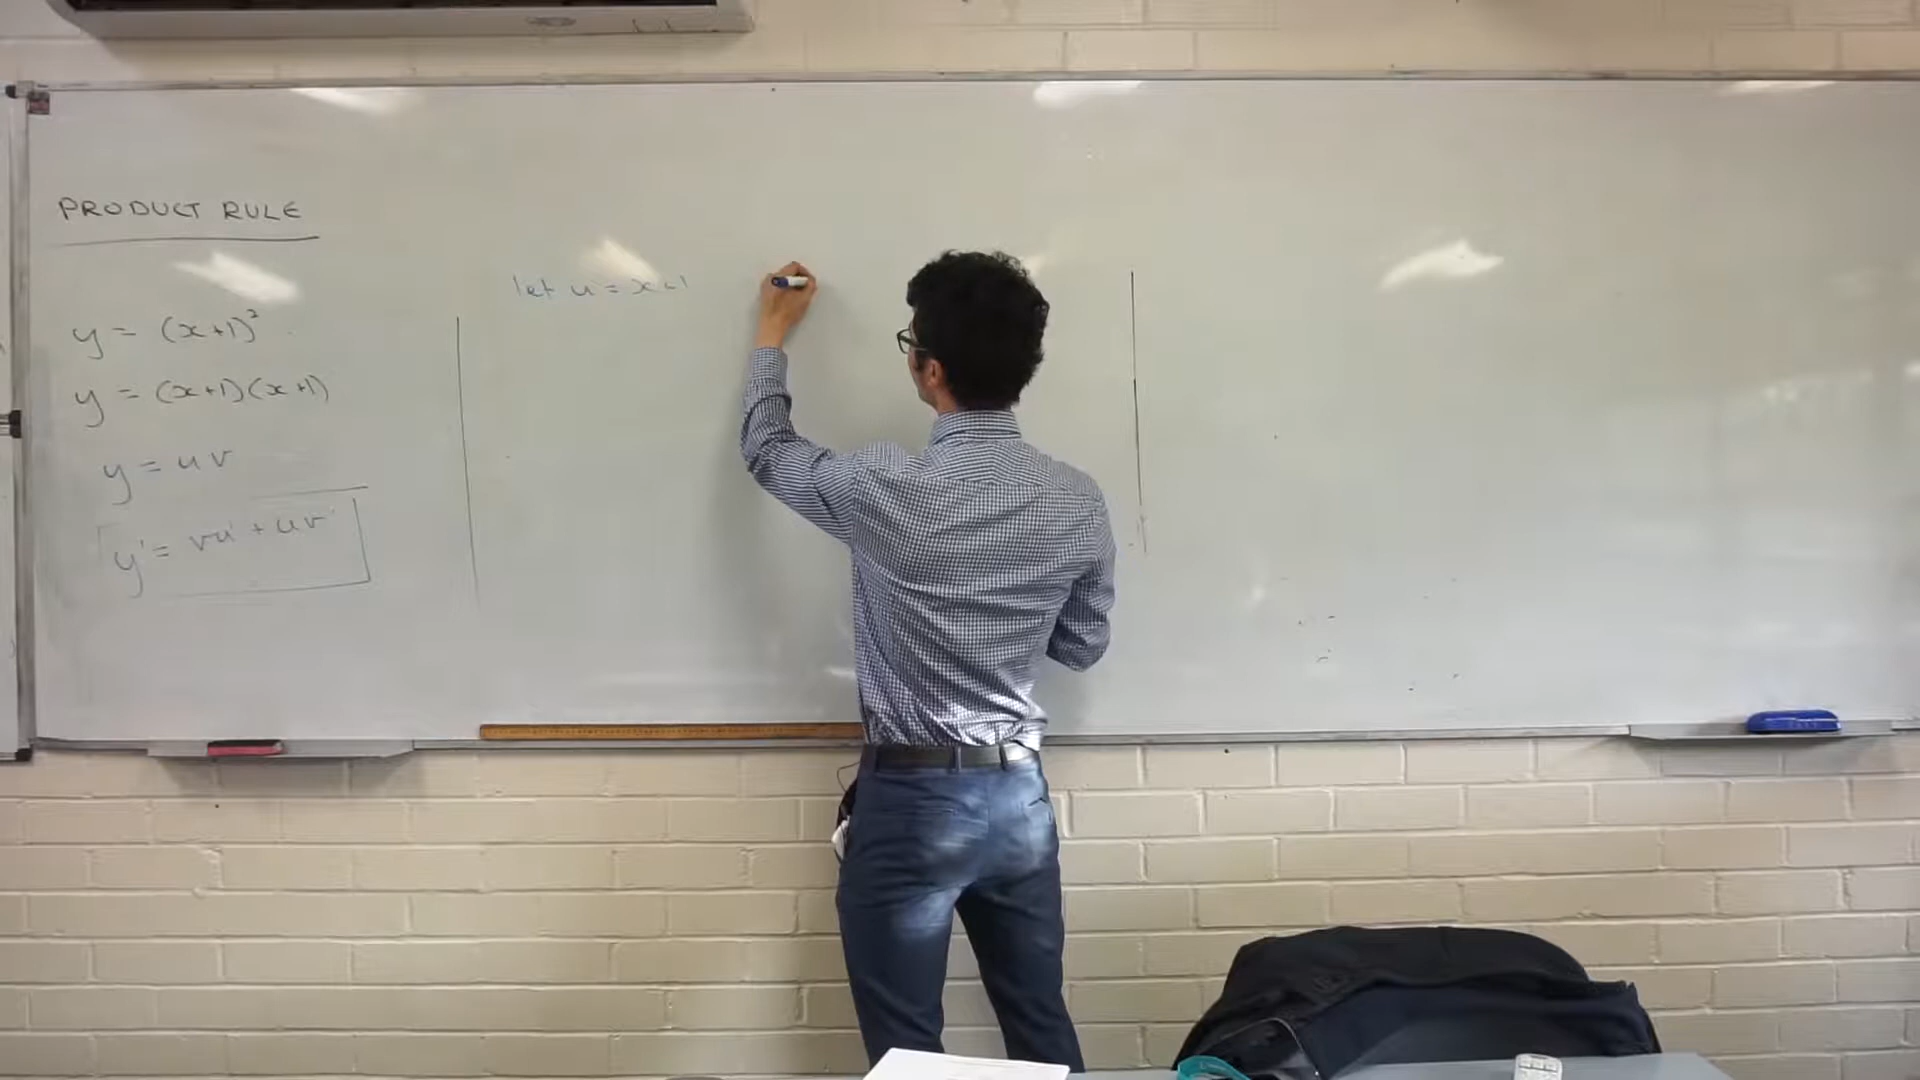 PRODUCT RULE
y = (x+1)²
y = (x+1)(x+1)
y = uv
y' = vu' + uv'
let u = x+1